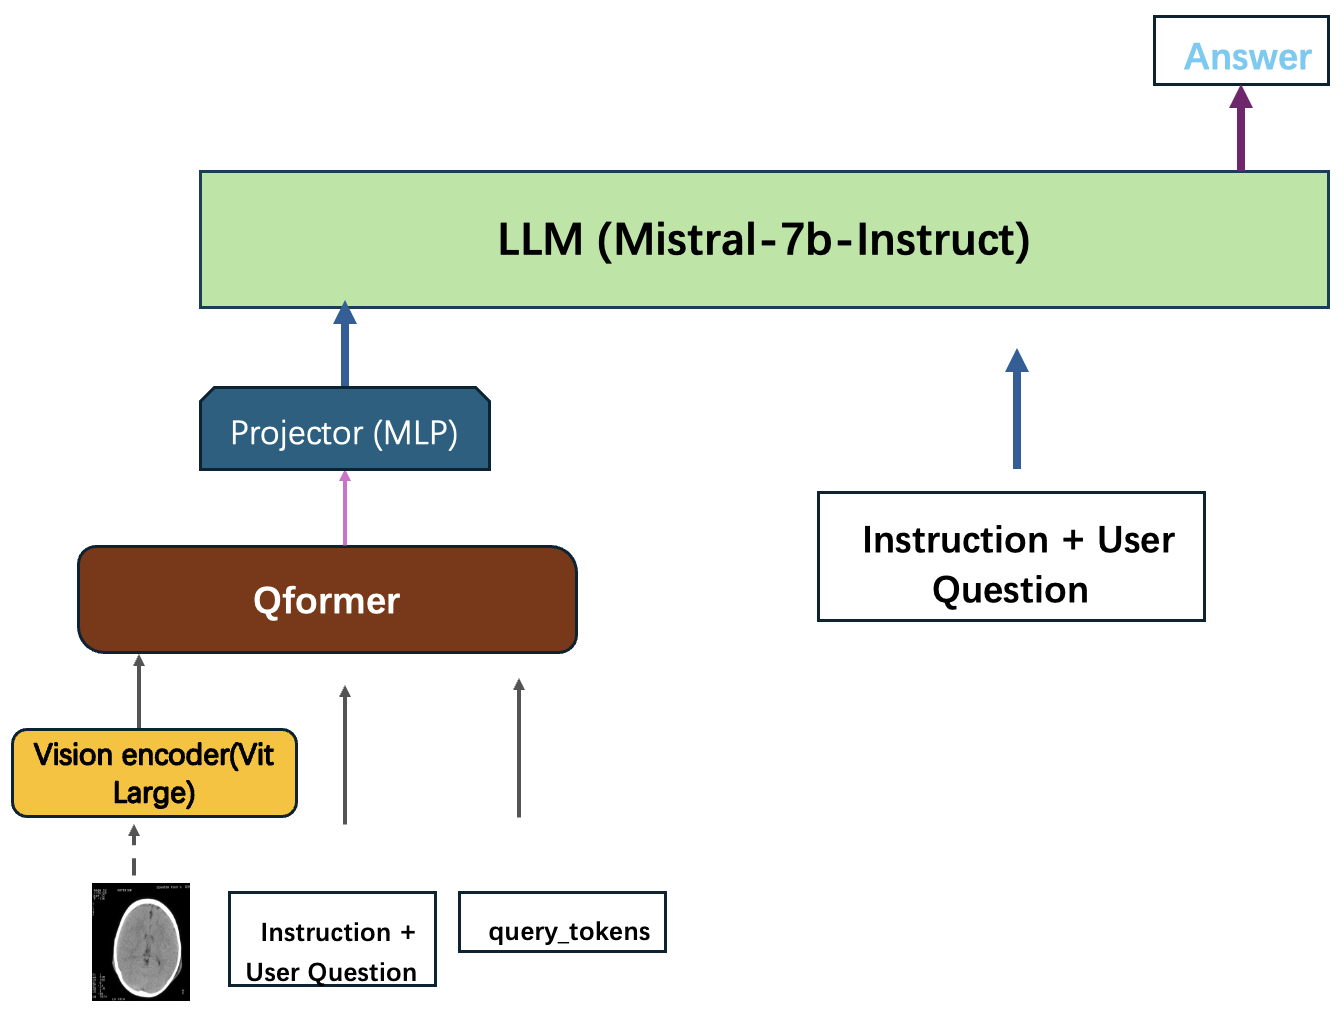 Answer
LLM (Mistral-7b-Instruct)
Projector (MLP)
Instruction + User
Question
Qformer
Vision encoder(Vit
Large)
Instruction +
User Question
query_tokens